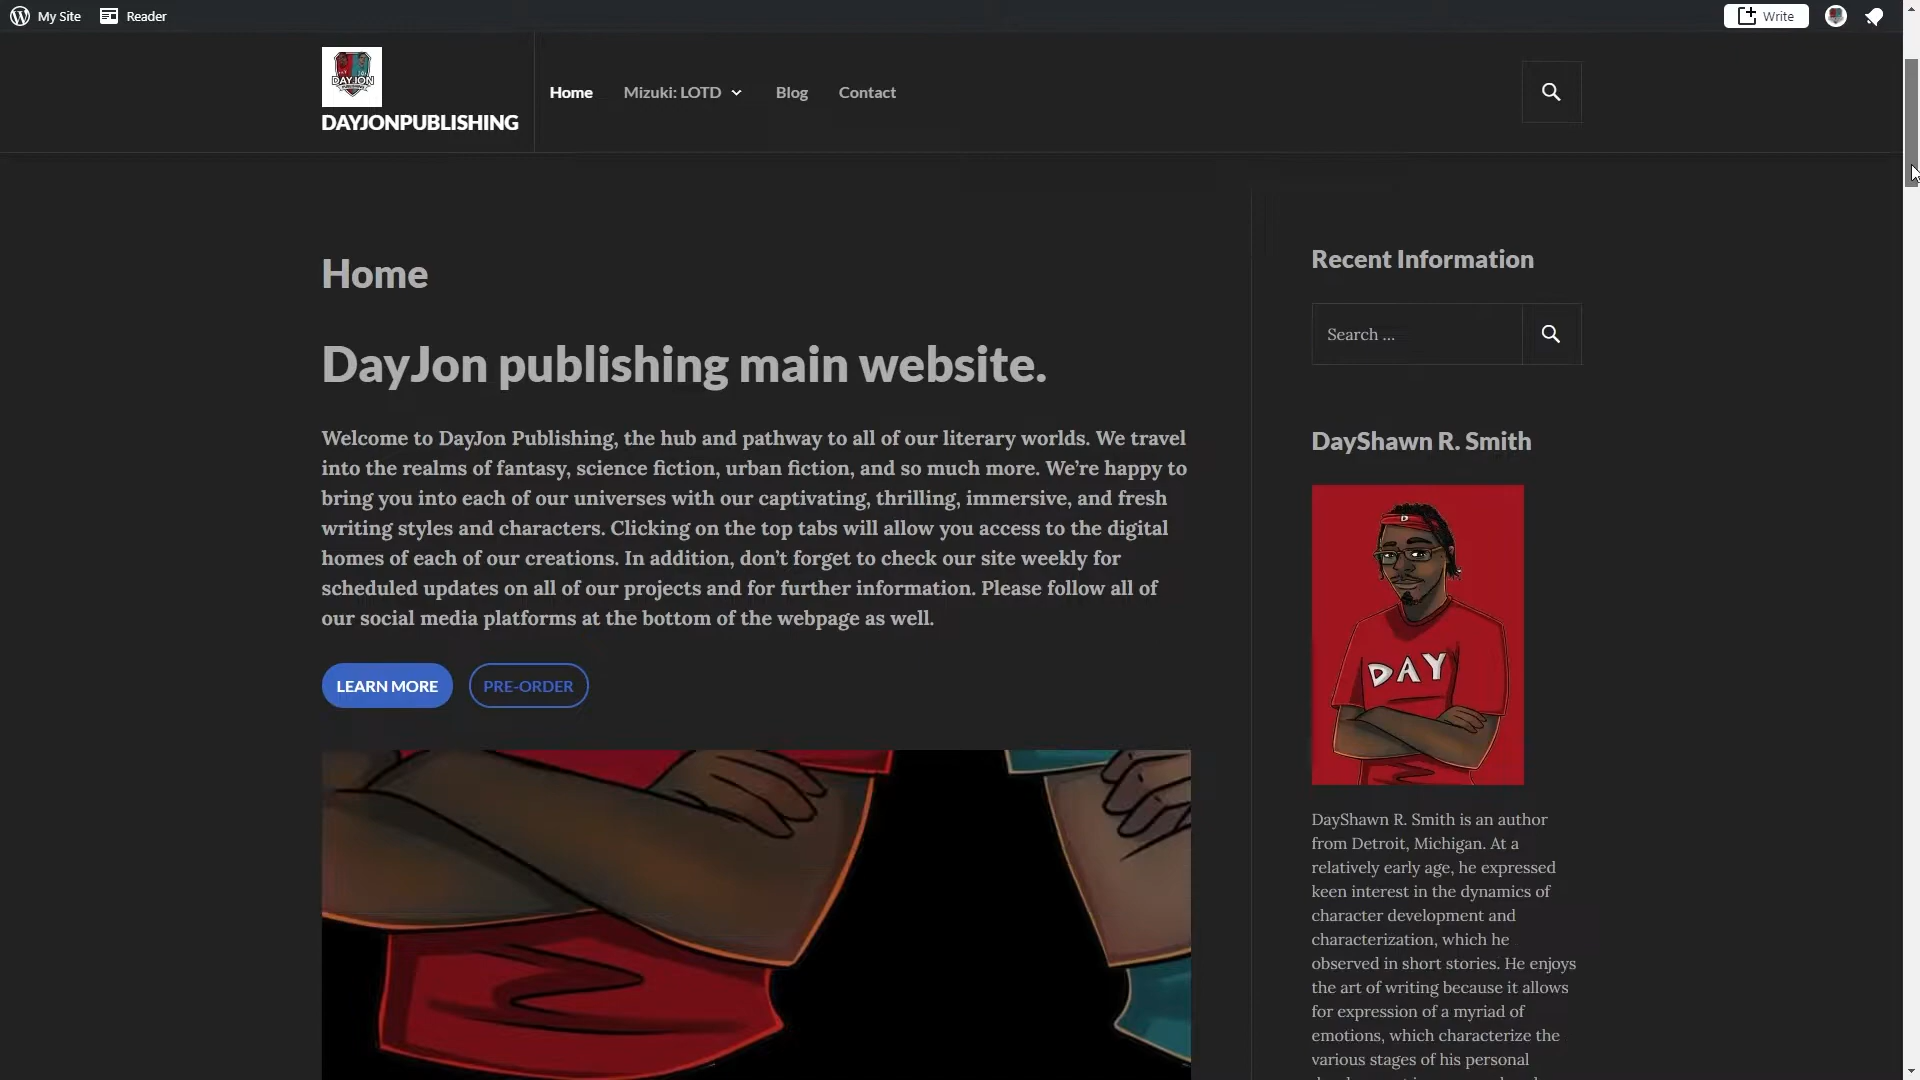 My Site
Reader
Write
DAYJON
DAYJONPUBLISHING
Home
Mizuki: LOTD
Blog
Contact
Home
DayJon publishing main website.
Welcome to DayJon Publishing, the hub and pathway to all of our literary worlds. We travel
into the realms of fantasy, science fiction, urban fiction, and so much more. We’re happy to
bring you into each of our universes with our captivating, thrilling, immersive, and fresh
writing styles and characters. Clicking on the top tabs will allow you access to the digital
homes of each of our creations. In addition, don’t forget to check our site weekly for
scheduled updates on all of our projects and for further information. Please follow all of
our social media platforms at the bottom of the webpage as well.
LEARN MORE
PRE-ORDER
Recent Information
Search ...
DayShawn R. Smith
D
DAY
DayShawn R. Smith is an author
from Detroit, Michigan. At a
relatively early age, he expressed
keen interest in the dynamics of
character development and
characterization, which he
observed in short stories. He enjoys
the art of writing because it allows
for expression of a myriad of
emotions, which characterize the
various stages of his personal